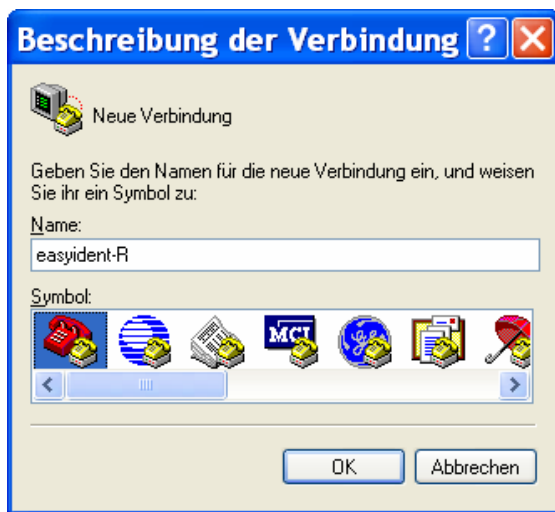 Beschreibung der Verbindung
Neue Verbindung
Geben Sie den Namen für die neue Verbindung ein, und weisen
Sie ihr ein Symbol zu:
Name:
easyident-R
Symbol:
MCI
OK Abbrechen